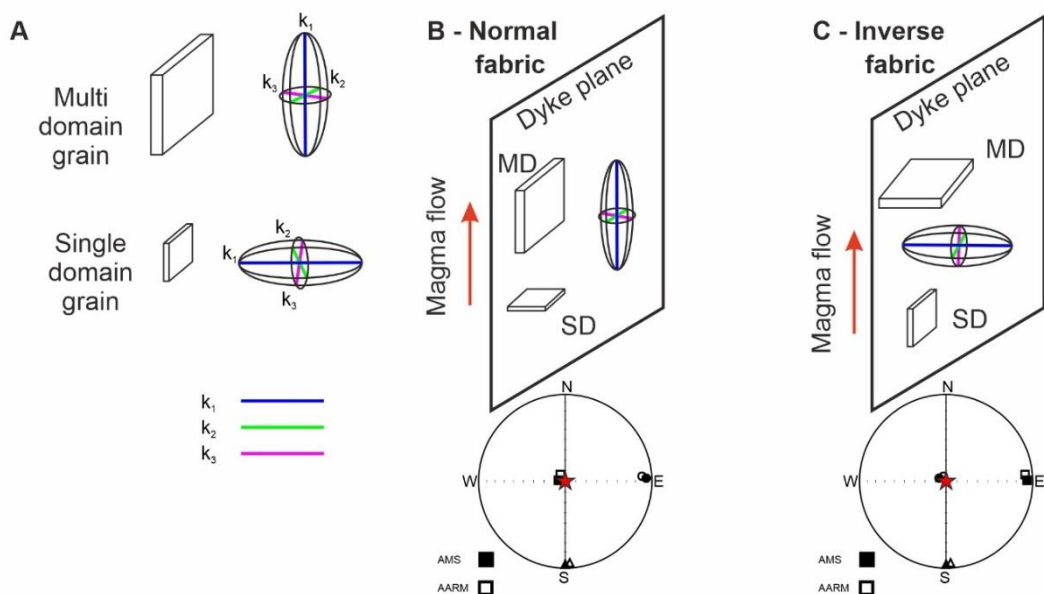 A
Multi
domain
grain
k₁
k₃
k₂
Single
domain
grain
k₂
k₁
k₃
k₁
k₂
k₃
B - Normal
fabric
Dyke plane
MD
Magma flow
SD
N
W
E
S
AMS
AARM
C - Inverse
fabric
Dyke plane
MD
Magma flow
SD
N
W
E
S
AMS
AARM